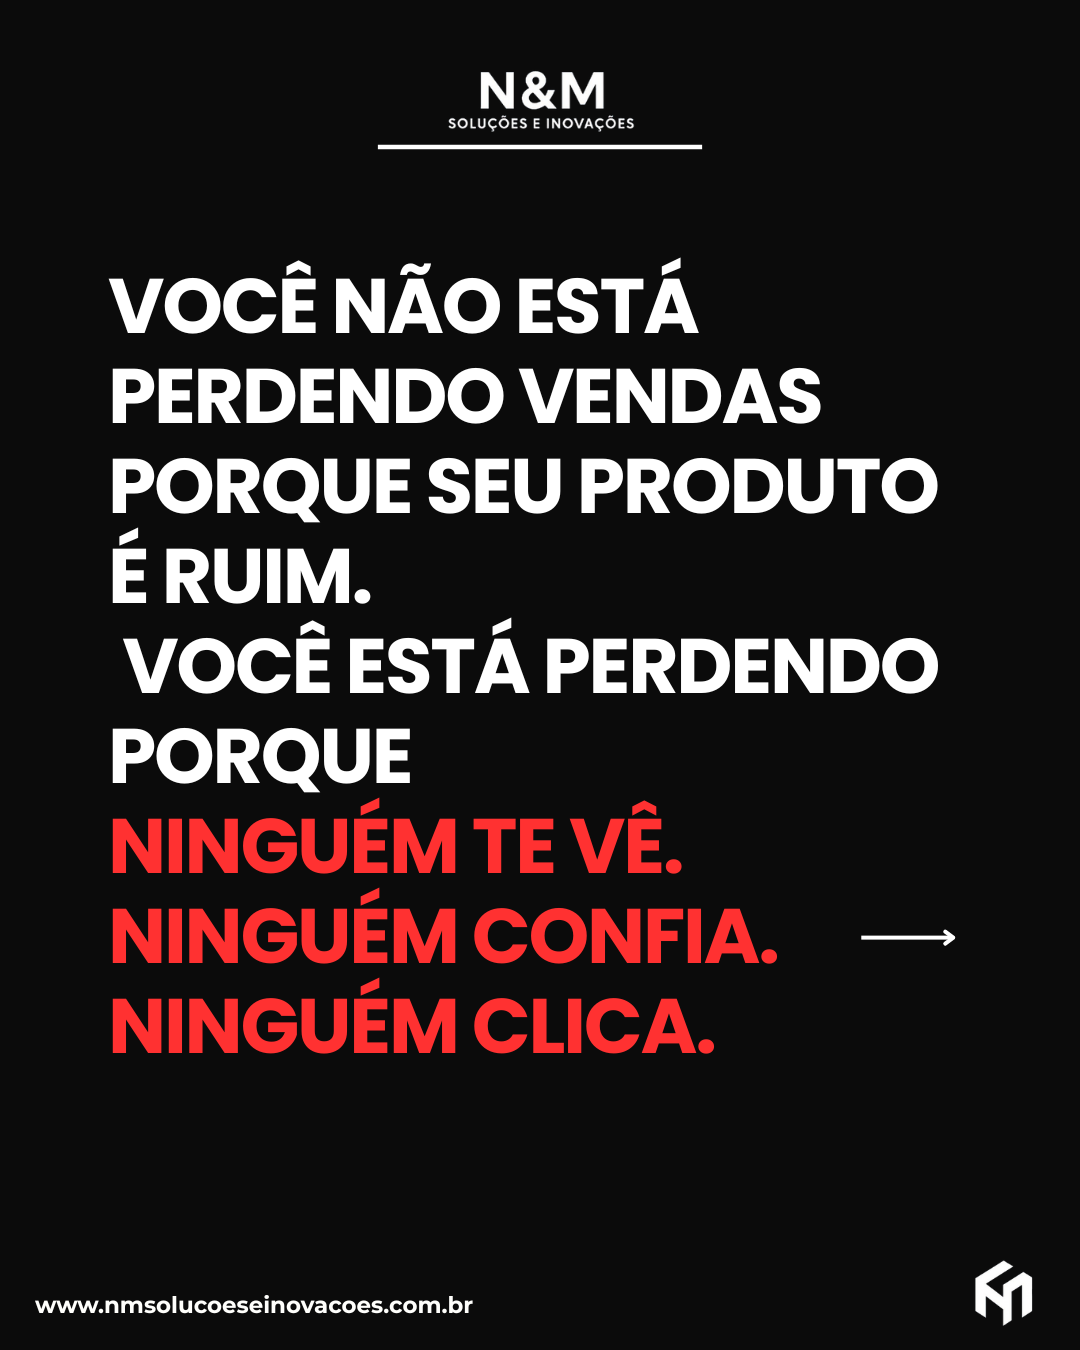 N&M
SOLUÇÕES E INOVAÇÕES
VOCÊ NÃO ESTÁ
PERDENDO VENDAS
PORQUE SEU PRODUTO
É RUIM.
VOCÊ ESTÁ PERDENDO
PORQUE
NINGUÉM TE VÊ.
NINGUÉM CONFIA.
NINGUÉM CLICA.
www.nmsolucoeseinovacoes.com.br